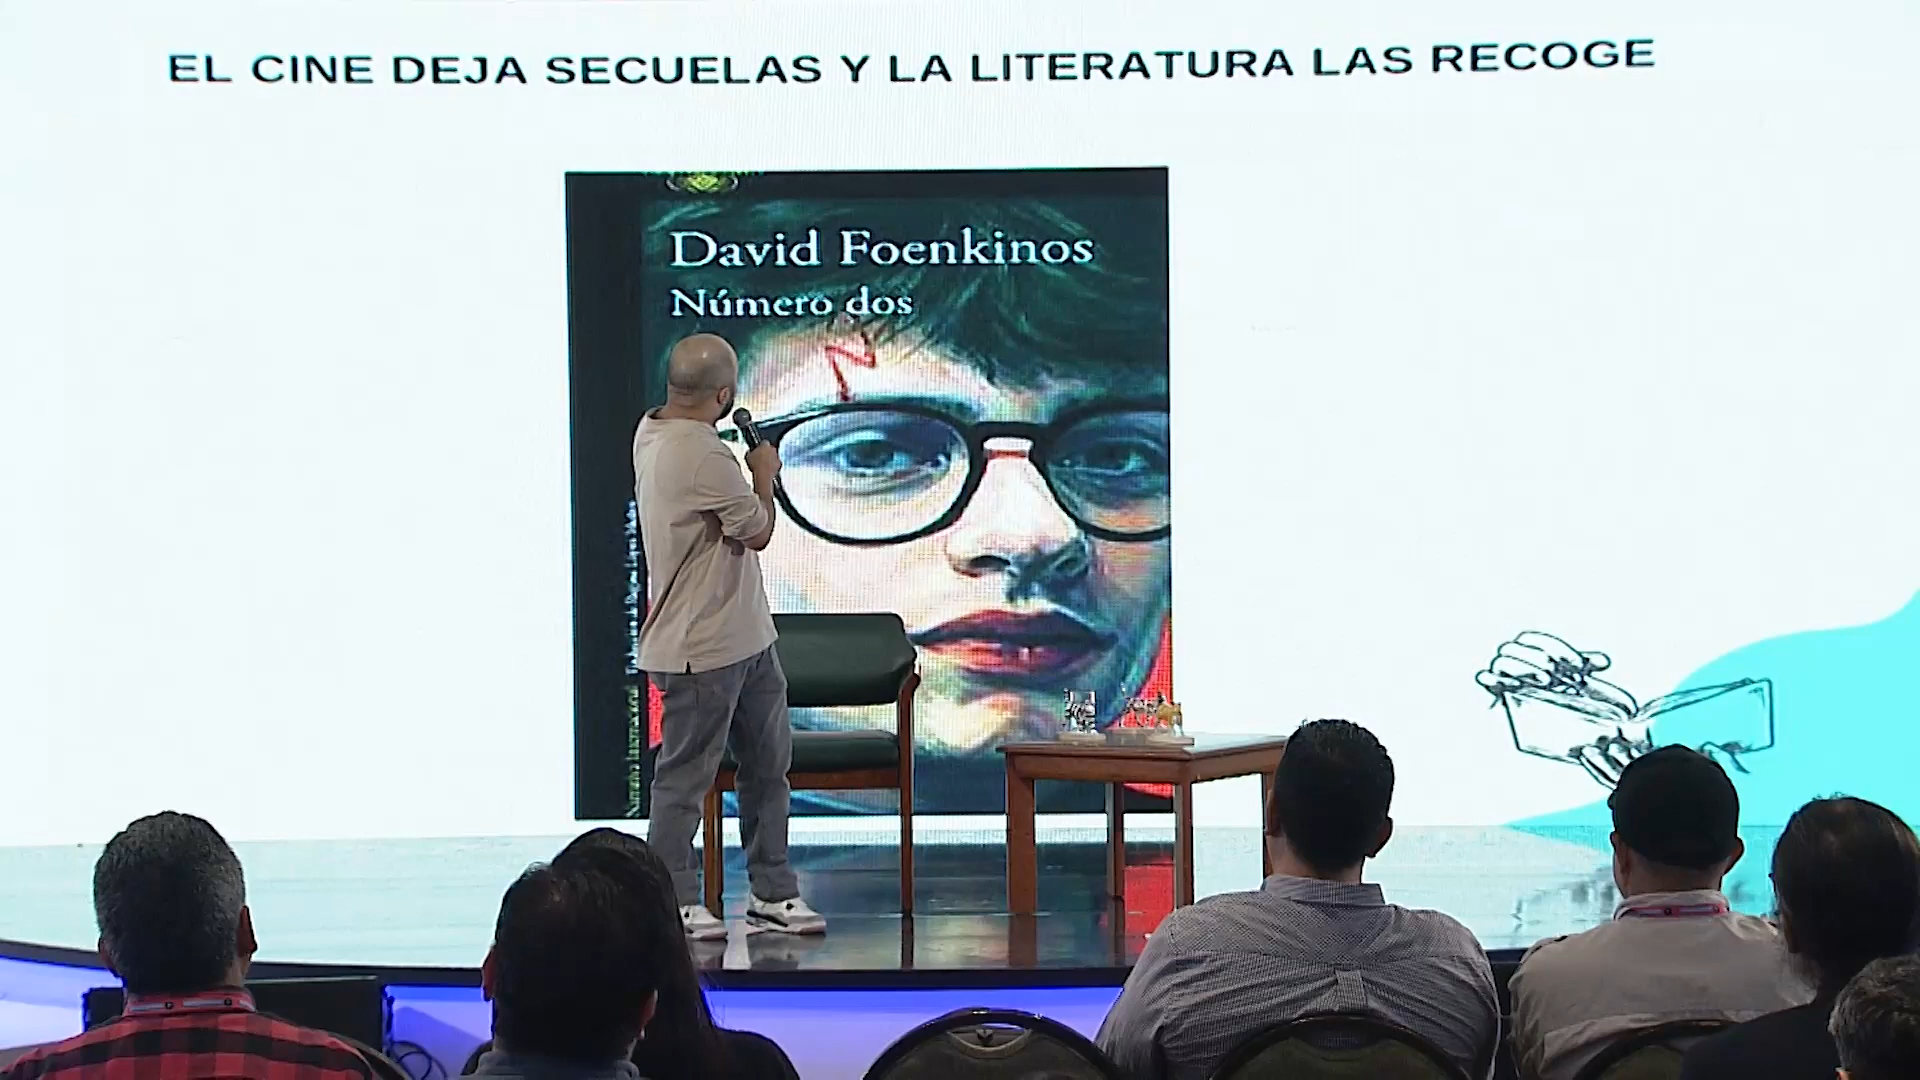 EL CINE DEJA SECUELAS Y LA LITERATURA LAS RECOGE
David Foenkinos
Número dos